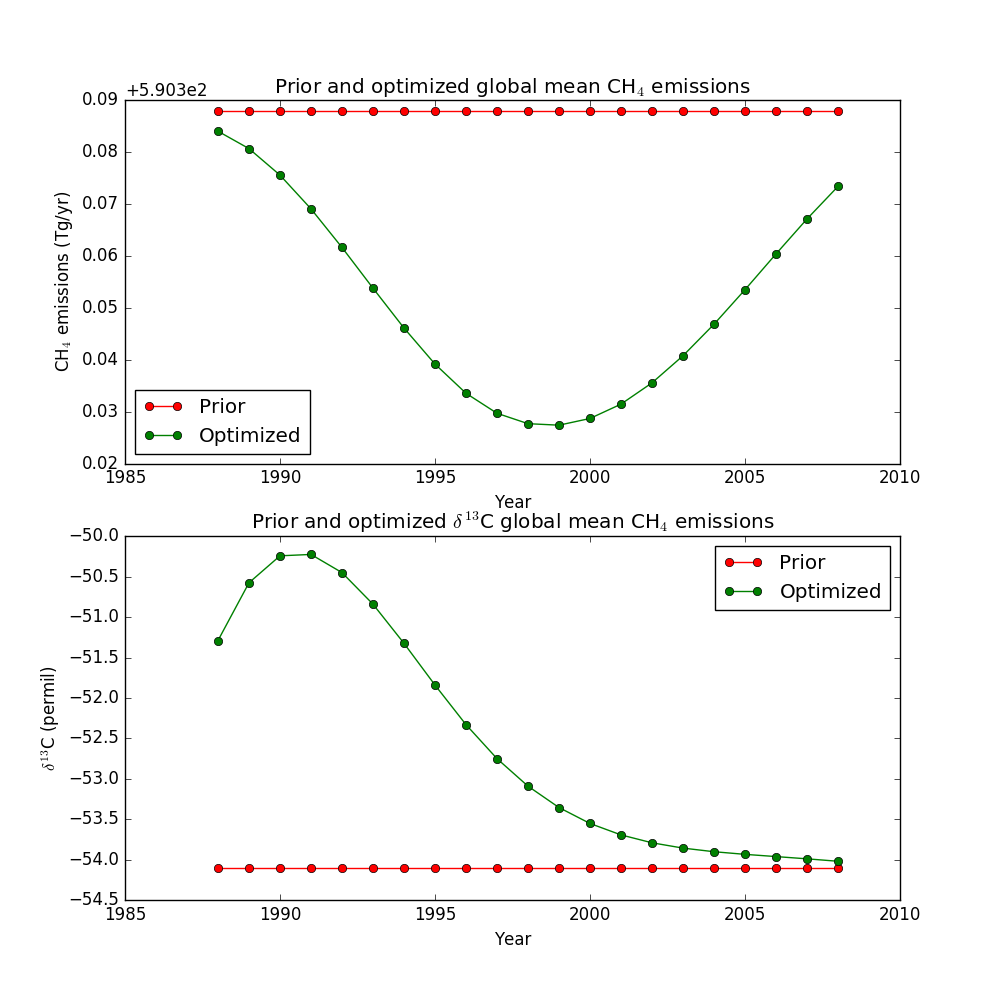 +5.903e2
Prior and optimized global mean CH₄ emissions
0.09
0.08
0.07
0.06
0.05
0.04
0.03
0.02
CH₄ emissions (Tg/yr)
Prior
Optimized
1985 1990 1995 2000 2005 2010
Year
Prior and optimized δ¹³C global mean CH₄ emissions
−50.0
−50.5
−51.0
−51.5
−52.0
−52.5
−53.0
−53.5
−54.0
−54.5
δ¹³C (permil)
Prior
Optimized
1985 1990 1995 2000 2005 2010
Year